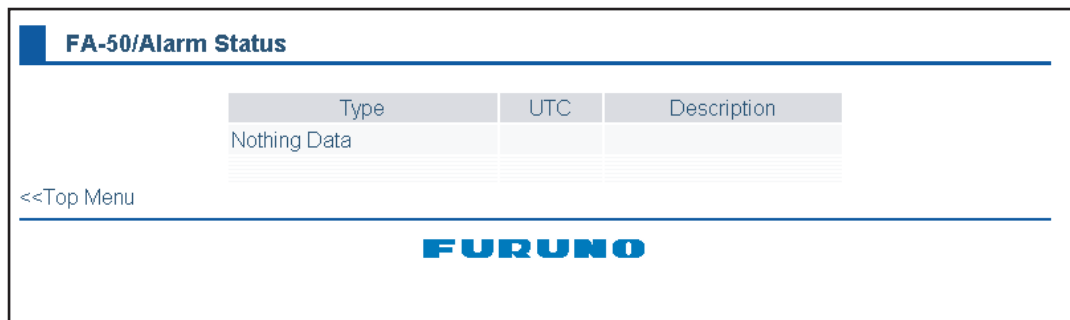 FA-50/Alarm Status
Type UTC Description
Nothing Data
<<Top Menu
FURUNO